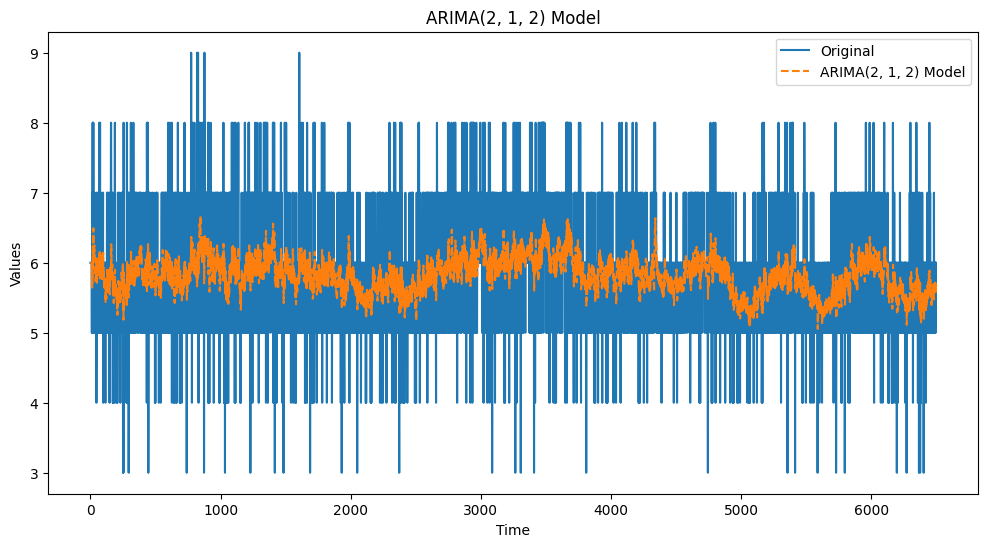 ARIMA(2, 1, 2) Model
Original
ARIMA(2, 1, 2) Model
Values
9
8
7
6
5
4
3
0
1000
2000
3000
4000
5000
6000
Time